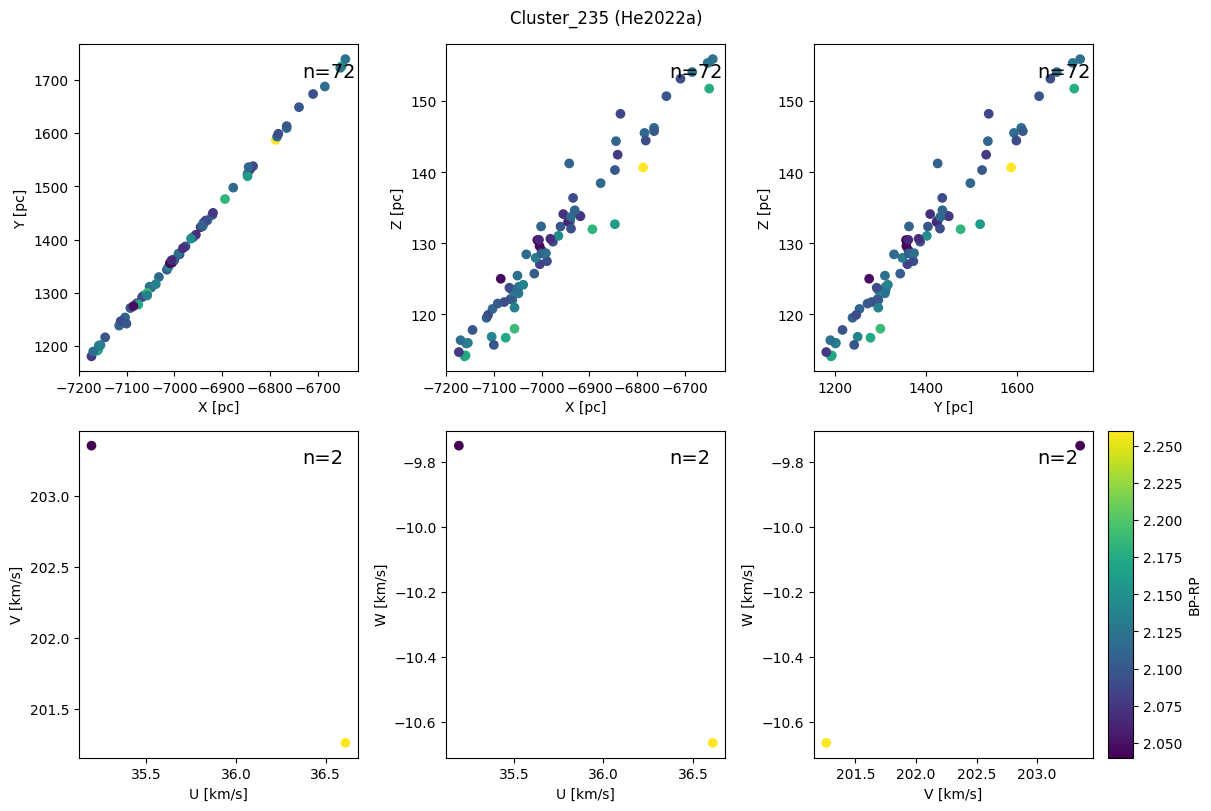 Cluster_235 (He2022a)
n=72
1700
1600
1500
1400
1300
1200
Y [pc]
−7200 −7100 −7000 −6900 −6800 −6700
X [pc]
n=72
150
140
130
120
Z [pc]
−7200 −7100 −7000 −6900 −6800 −6700
X [pc]
n=72
150
140
130
120
Z [pc]
1200 1400 1600
Y [pc]
n=2
203.0
202.5
202.0
201.5
V [km/s]
35.5 36.0 36.5
U [km/s]
n=2
−9.8
−10.0
−10.2
−10.4
−10.6
W [km/s]
35.5 36.0 36.5
U [km/s]
n=2
−9.8
−10.0
−10.2
−10.4
−10.6
W [km/s]
201.5 202.0 202.5 203.0
V [km/s]
2.250
2.225
2.200
2.175
2.150
2.125
2.100
2.075
2.050
BP-RP